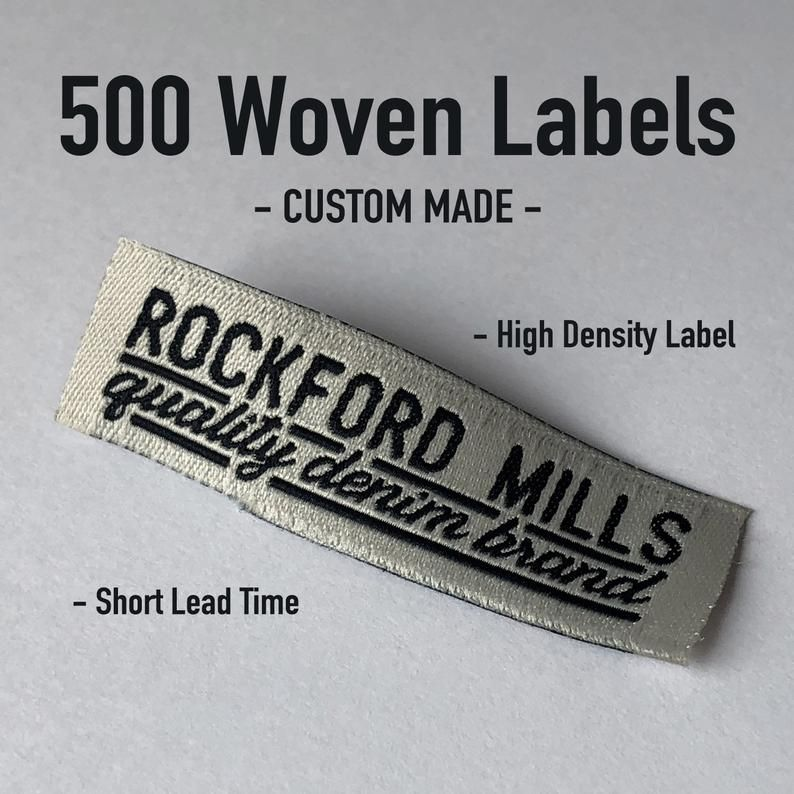 500 Woven Labels
- CUSTOM MADE -
- High Density Label
ROCKFORD MILLS
quality denim brand
- Short Lead Time